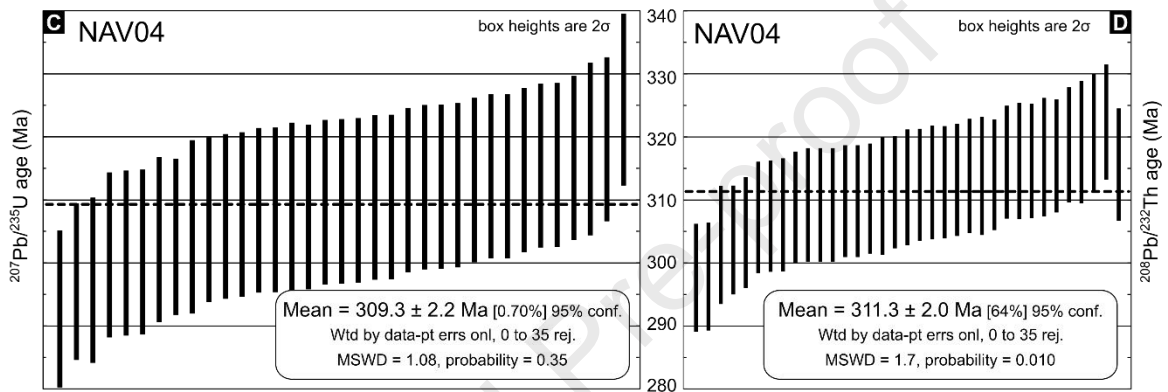 C NAV04
box heights are 2σ
207Pb/235U age (Ma)
Mean = 309.3 ± 2.2 Ma [0.70%] 95% conf.
Wtd by data-pt errs onl, 0 to 35 rej.
MSWD = 1.08, probability = 0.35
340
330
320
310
300
290
280
NAV04
box heights are 2σ D
208Pb/232Th age (Ma)
Mean = 311.3 ± 2.0 Ma [64%] 95% conf.
Wtd by data-pt errs onl, 0 to 35 rej.
MSWD = 1.7, probability = 0.010
Pre-proof